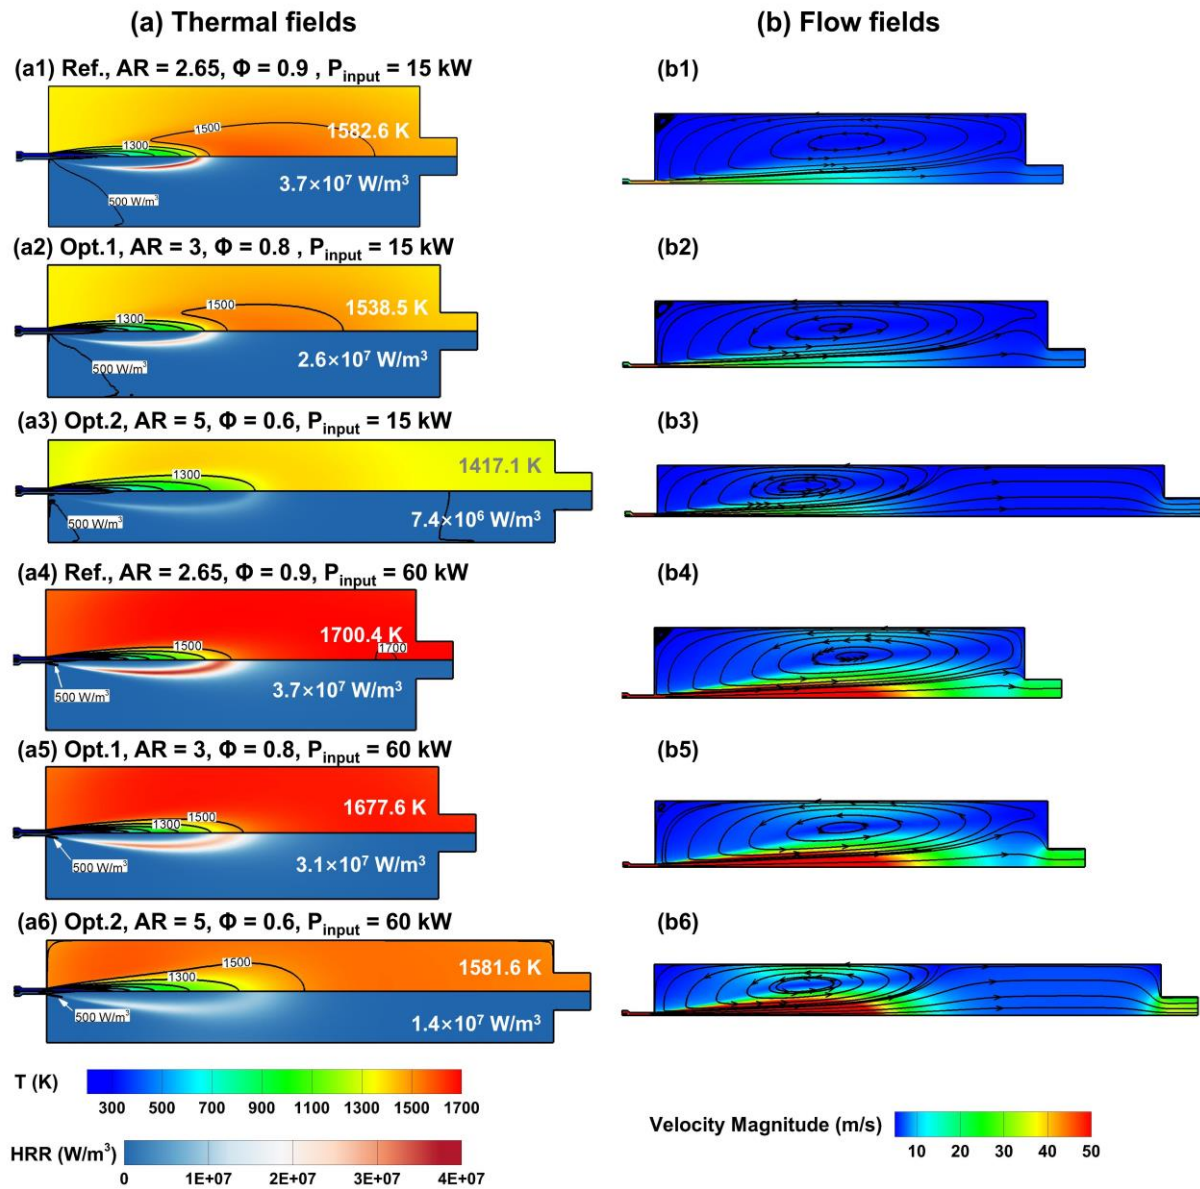 (a) Thermal fields
(b) Flow fields
(a1) Ref., AR = 2.65, Φ = 0.9 , P_input = 15 kW
(b1)
1500
1582.6 K
1300
3.7×10⁷ W/m³
500 W/m³
(a2) Opt.1, AR = 3, Φ = 0.8 , P_input = 15 kW
(b2)
1500
1538.5 K
1300
2.6×10⁷ W/m³
500 W/m³
(a3) Opt.2, AR = 5, Φ = 0.6, P_input = 15 kW
(b3)
1300
1417.1 K
500 W/m³
7.4×10⁶ W/m³
(a4) Ref., AR = 2.65, Φ = 0.9, P_input = 60 kW
(b4)
1700.4 K
1500
1700
500 W/m³
3.7×10⁷ W/m³
(a5) Opt.1, AR = 3, Φ = 0.8, P_input = 60 kW
(b5)
1677.6 K
1500
1300
500 W/m³
3.1×10⁷ W/m³
(a6) Opt.2, AR = 5, Φ = 0.6, P_input = 60 kW
(b6)
1500
1581.6 K
1300
500 W/m³
1.4×10⁷ W/m³
T (K)
300 500 700 900 1100 1300 1500 1700
HRR (W/m³)
0 1E+07 2E+07 3E+07 4E+07
Velocity Magnitude (m/s)
10 20 30 40 50